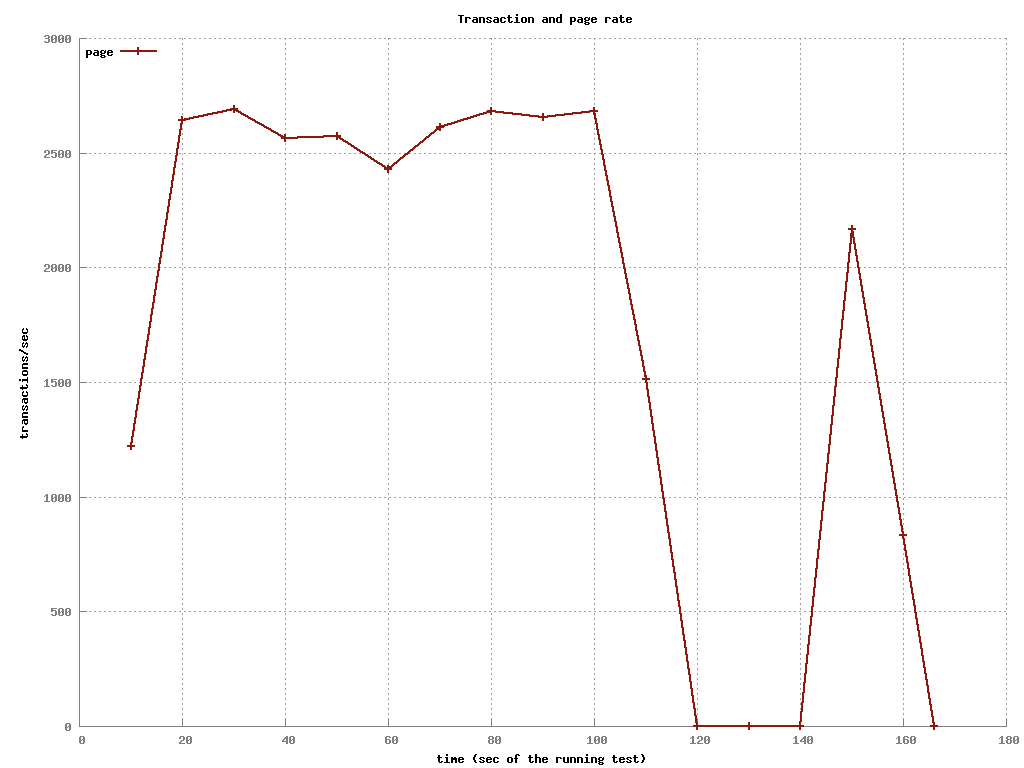 Transaction and page rate
page
3000
2500
2000
1500
1000
500
0
transactions/sec
0 20 40 60 80 100 120 140 160 180
time (sec of the running test)